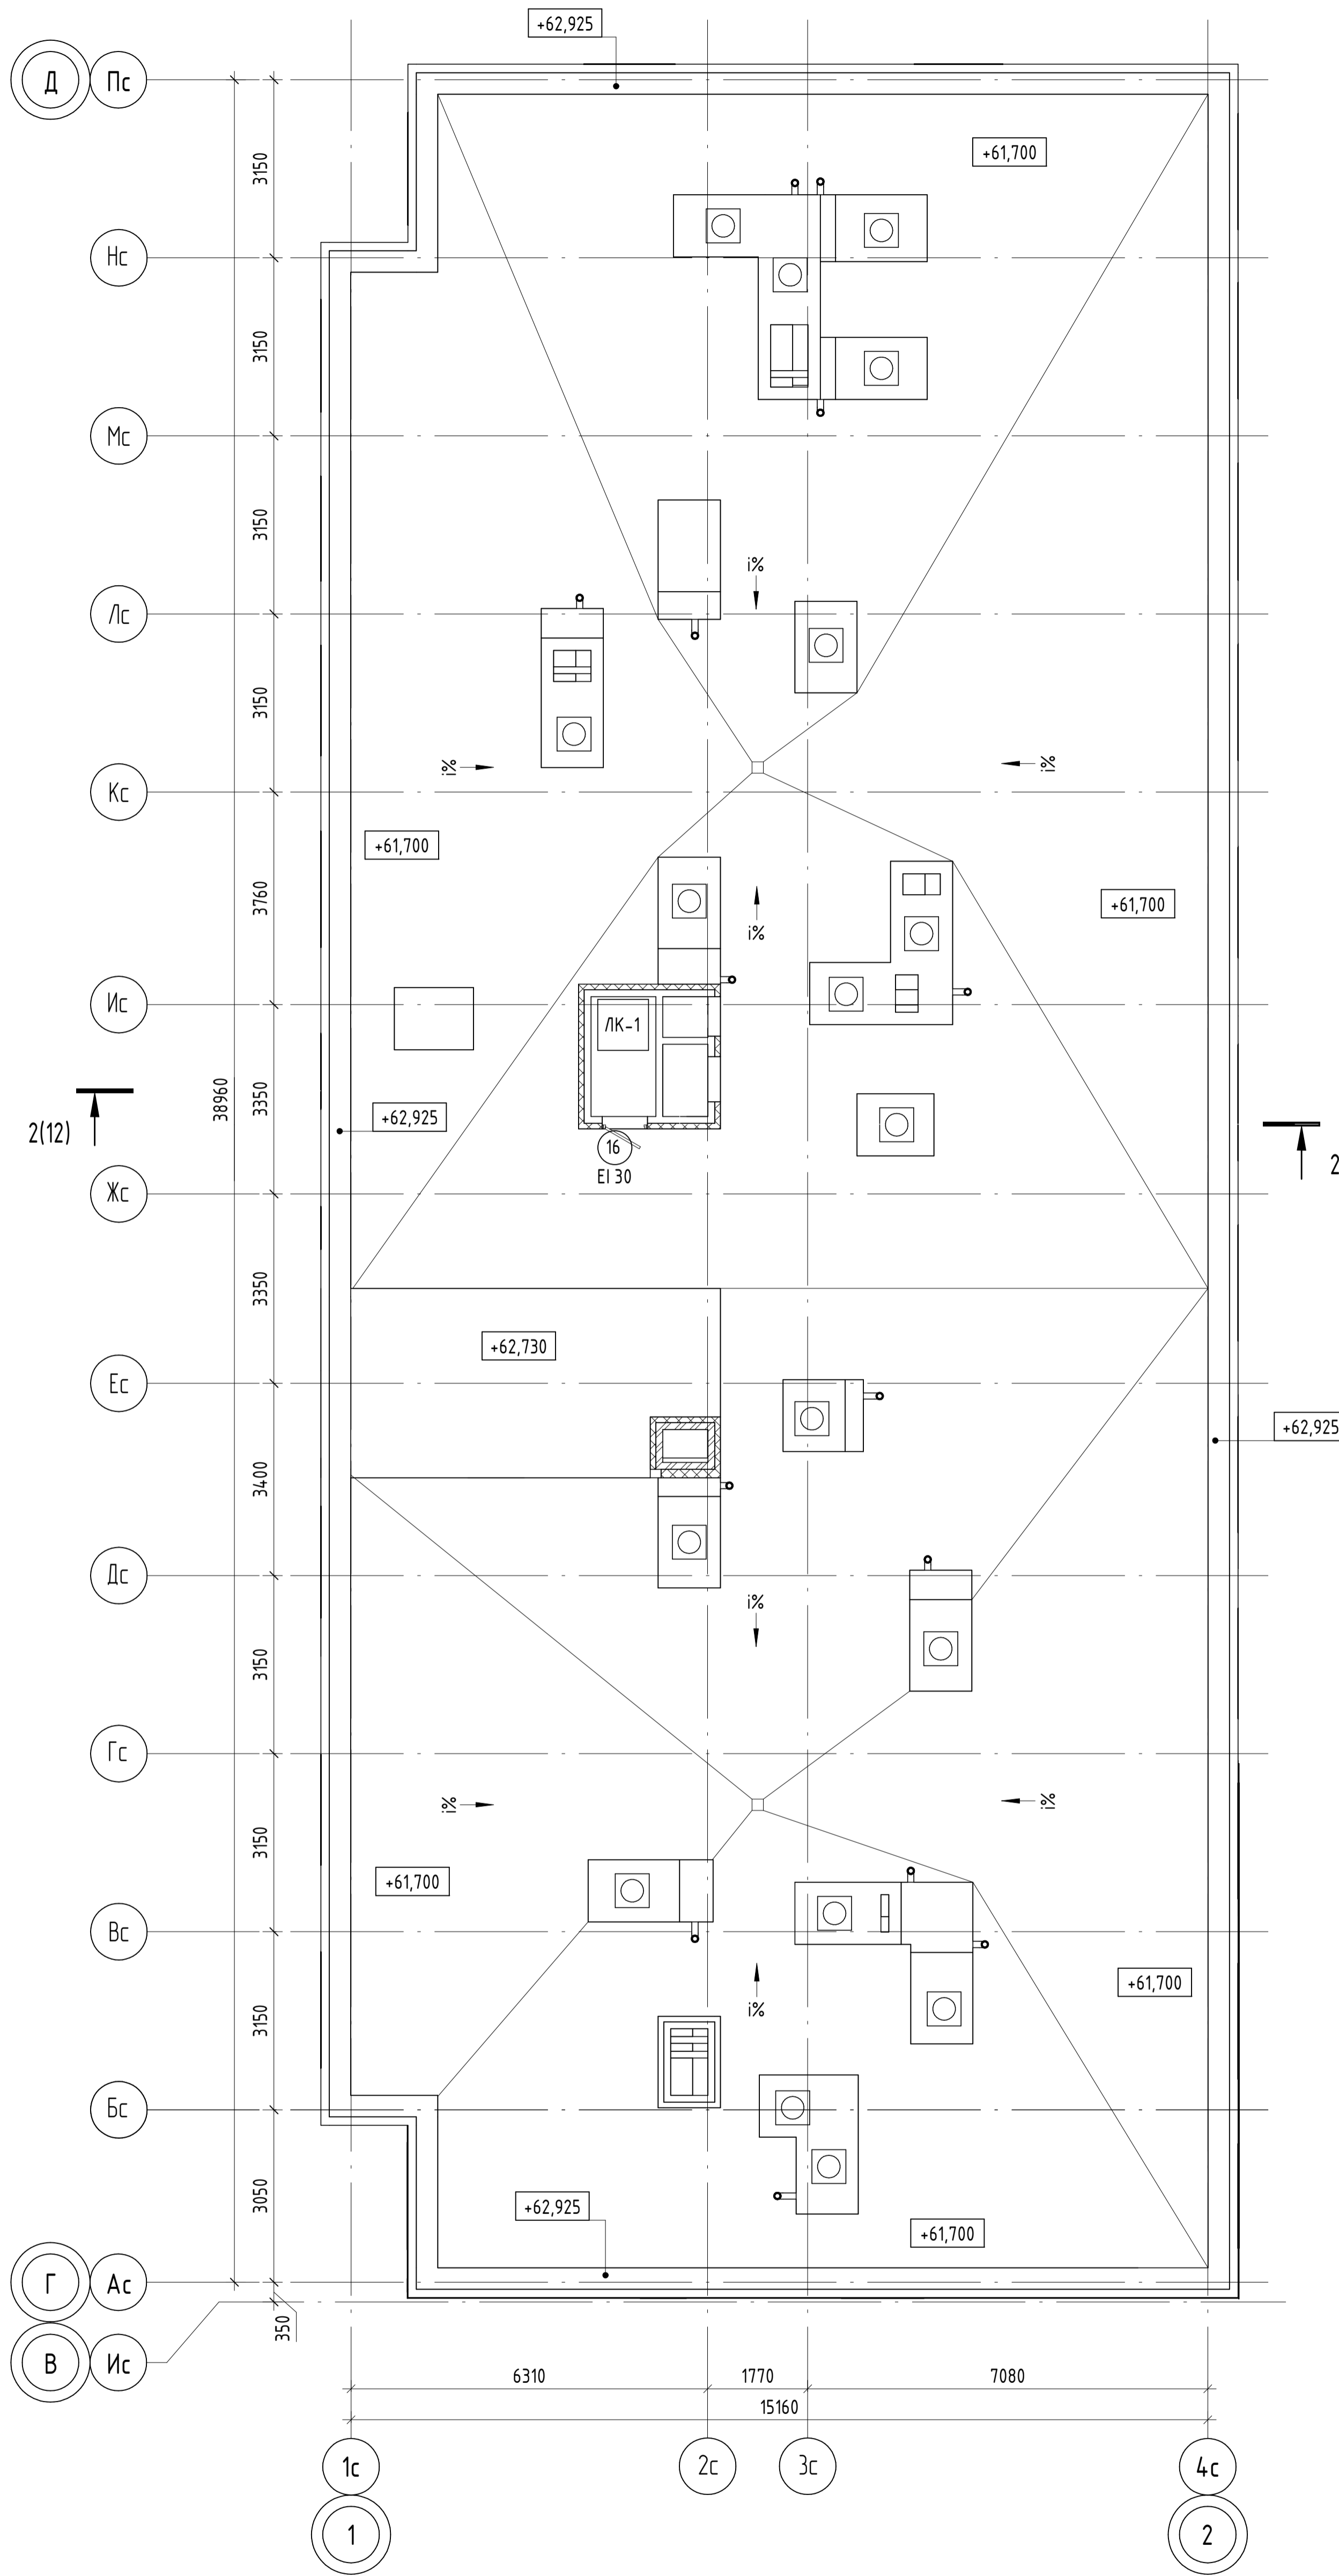 +62,925
Д Пс
3150
+61,700
Нс
3150
Мс
3150
i%
Лс
3150
i%
i%
Кс
+61,700
3760
+61,700
i%
Ис
ЛК-1
38960
3350
+62,925
2(12)
16
2
EI 30
Жс
3350
+62,730
Ес
+62,925
3400
Дс
i%
3150
Гс
i%
i%
3150
+61,700
Вс
+61,700
i%
3150
Бс
3050
+62,925
+61,700
Г Ас
350
В Ис
6310 1770 7080
15160
1с 2с 3с 4с
1 2